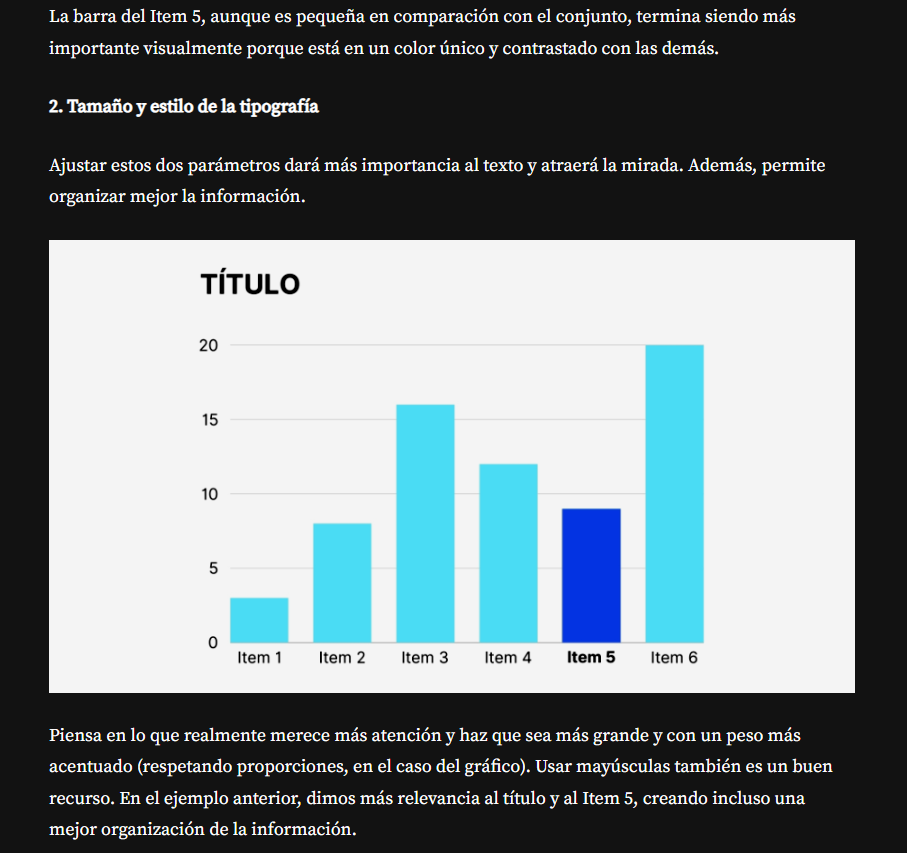 La barra del Item 5, aunque es pequeña en comparación con el conjunto, termina siendo más
importante visualmente porque está en un color único y contrastado con las demás.
2. Tamaño y estilo de la tipografía
Ajustar estos dos parámetros dará más importancia al texto y atraerá la mirada. Además, permite
organizar mejor la información.
TÍTULO
20
15
10
5
0
Item 1 Item 2 Item 3 Item 4 Item 5 Item 6
Piensa en lo que realmente merece más atención y haz que sea más grande y con un peso más
acentuado (respetando proporciones, en el caso del gráfico). Usar mayúsculas también es un buen
recurso. En el ejemplo anterior, dimos más relevancia al título y al Item 5, creando incluso una
mejor organización de la información.